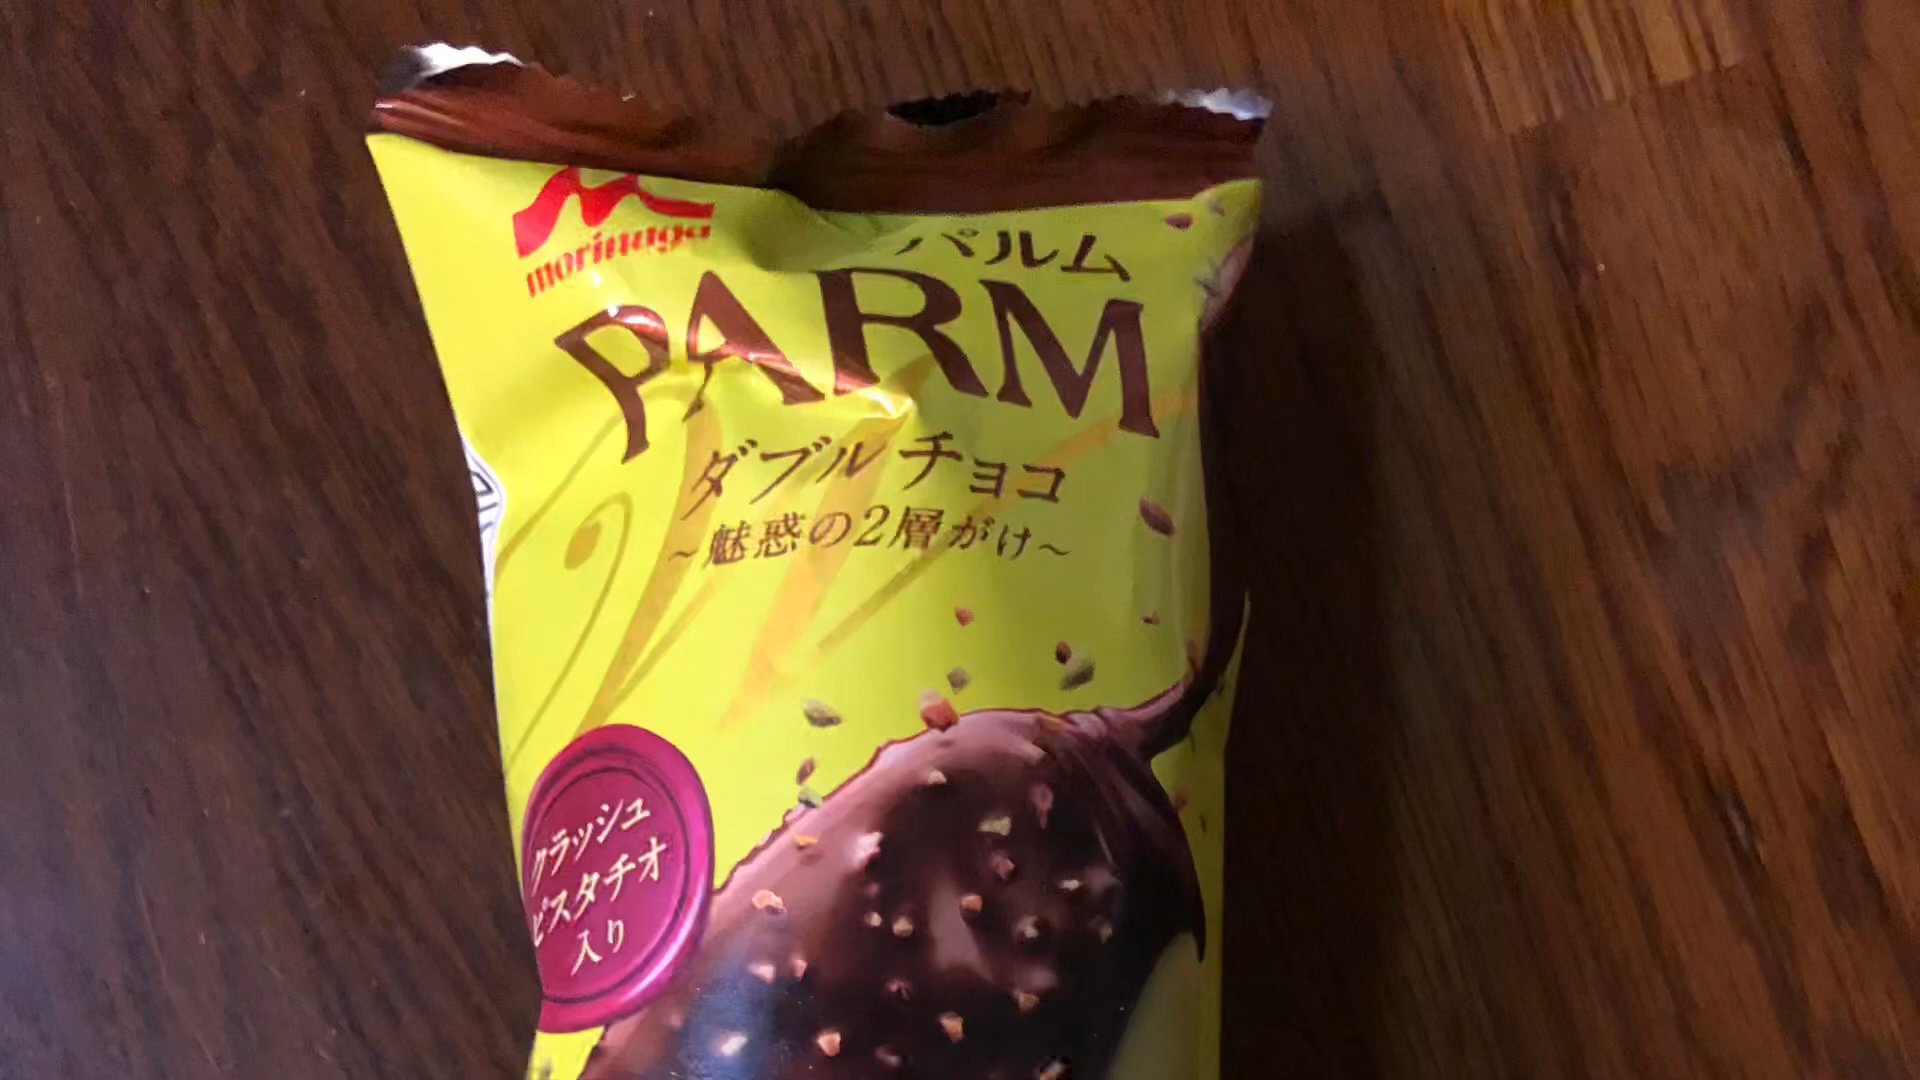 morinaga
パルム
PARM
ダブルチョコ
~魅惑の2層がけ~
クラッシュ
ピスタチオ
入り